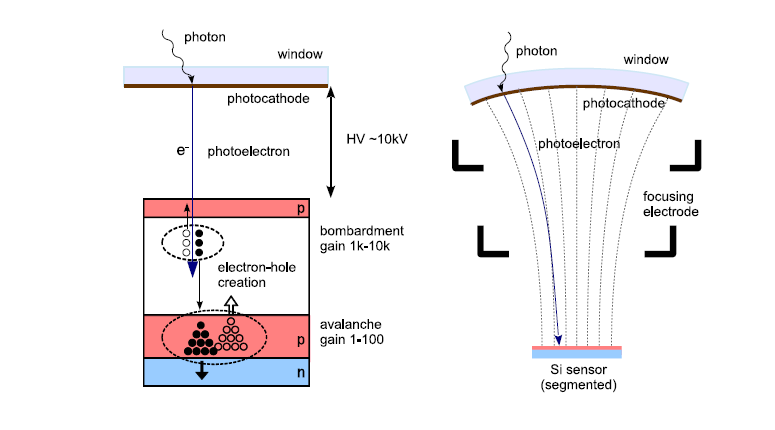 photon
window
photocathode
HV ~10kV
e- photoelectron
p
bombardment
gain 1k-10k
electron-hole
creation
avalanche
gain 1-100
p
n
photon
window
photocathode
photoelectron
focusing
electrode
Si sensor
(segmented)